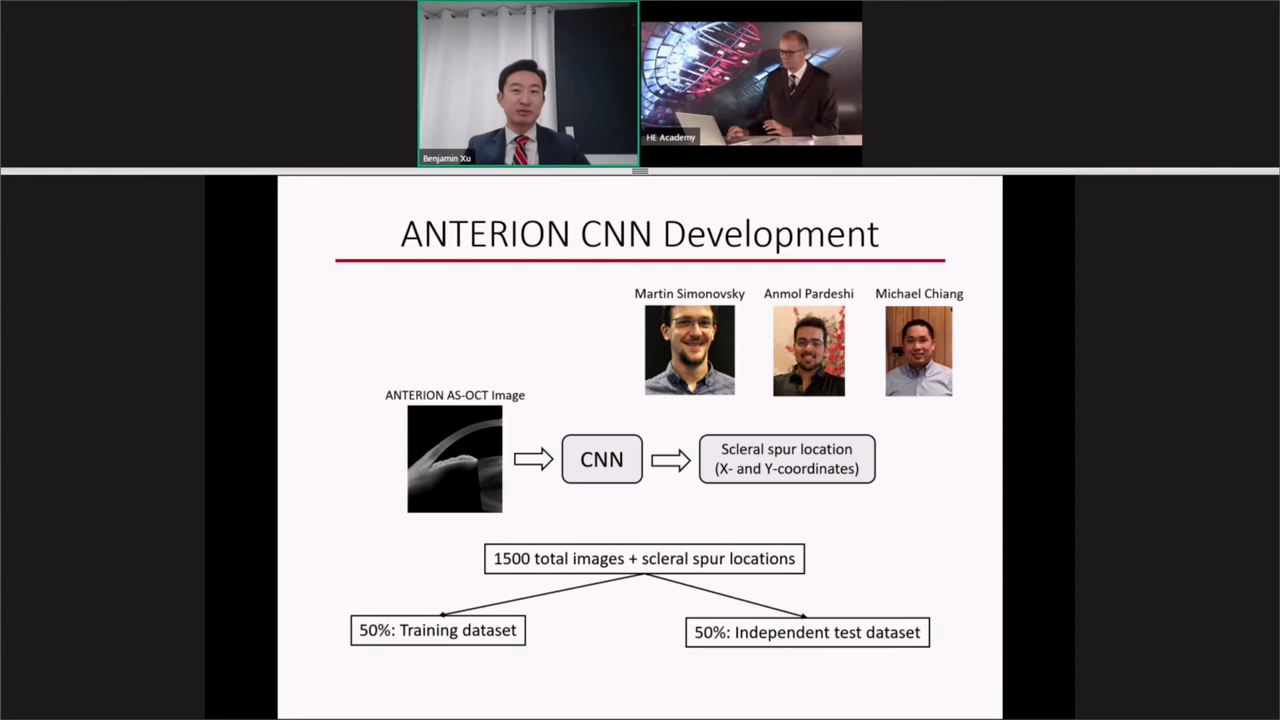 Benjamin Xu
HE Academy
ANTERION CNN Development
Martin Simonovsky
Anmol Pardeshi
Michael Chiang
ANTERION AS-OCT Image
CNN
Scleral spur location
(X- and Y-coordinates)
1500 total images + scleral spur locations
50%: Training dataset
50%: Independent test dataset